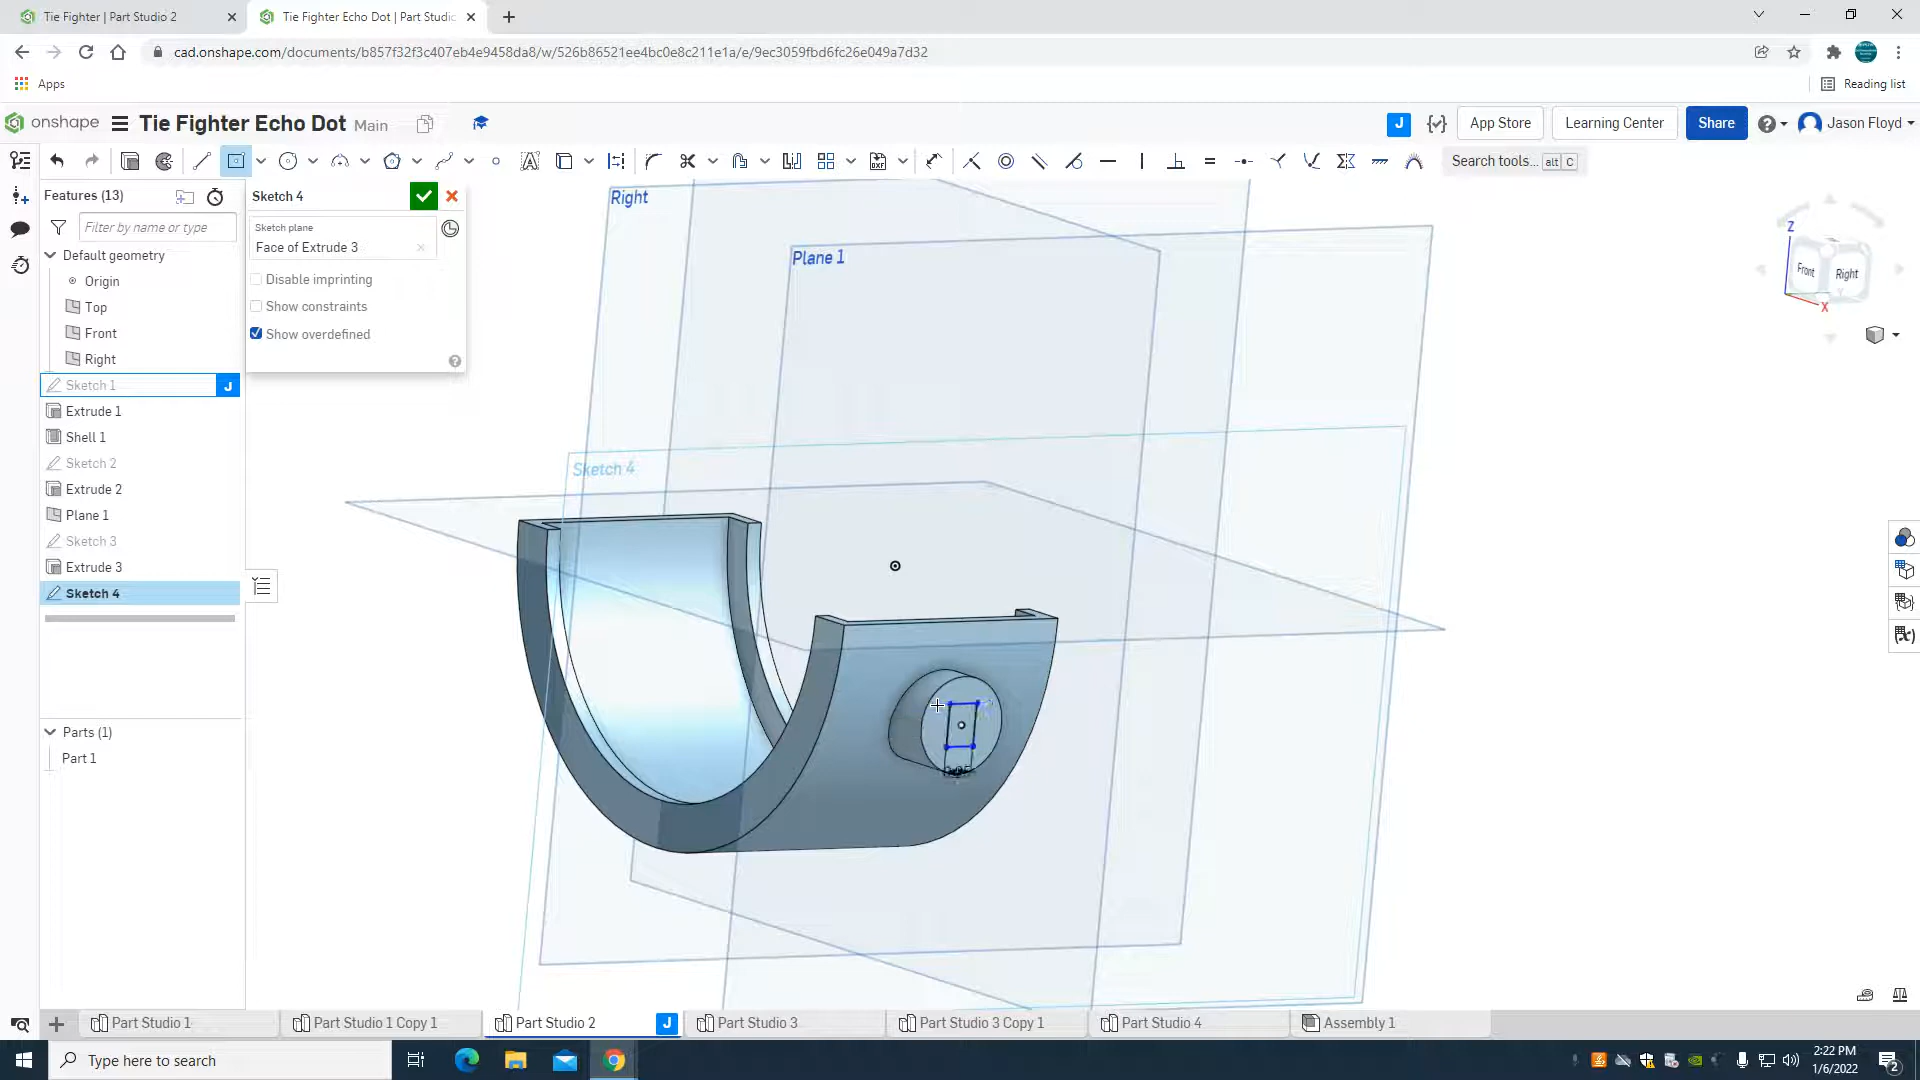 Tie Fighter | Part Studio 2
Tie Fighter Echo Dot | Part Studio
cad.onshape.com/documents/b857f32f3c407eb4e9458da8/w/526b86521ee4bc0e8c211e1a/e/9ec3059fbd6fc26e049a7d32
Apps
Reading list
onshape
Tie Fighter Echo Dot
Main
J
App Store
Learning Center
Share
Jason Floyd
Search tools...
alt
C
Features (13)
Filter by name or type
Default geometry
Origin
Top
Front
Right
Sketch 1
J
Extrude 1
Shell 1
Sketch 2
Extrude 2
Plane 1
Sketch 3
Extrude 3
Sketch 4
Parts (1)
Part 1
Sketch 4
Sketch plane
Face of Extrude 3
Disable imprinting
Show constraints
Show overdefined
Right
Plane 1
Sketch 4
Z
Front
Right
X
Part Studio 1
Part Studio 1 Copy 1
Part Studio 2
J
Part Studio 3
Part Studio 3 Copy 1
Part Studio 4
Assembly 1
Type here to search
2:22 PM
1/6/2022
2